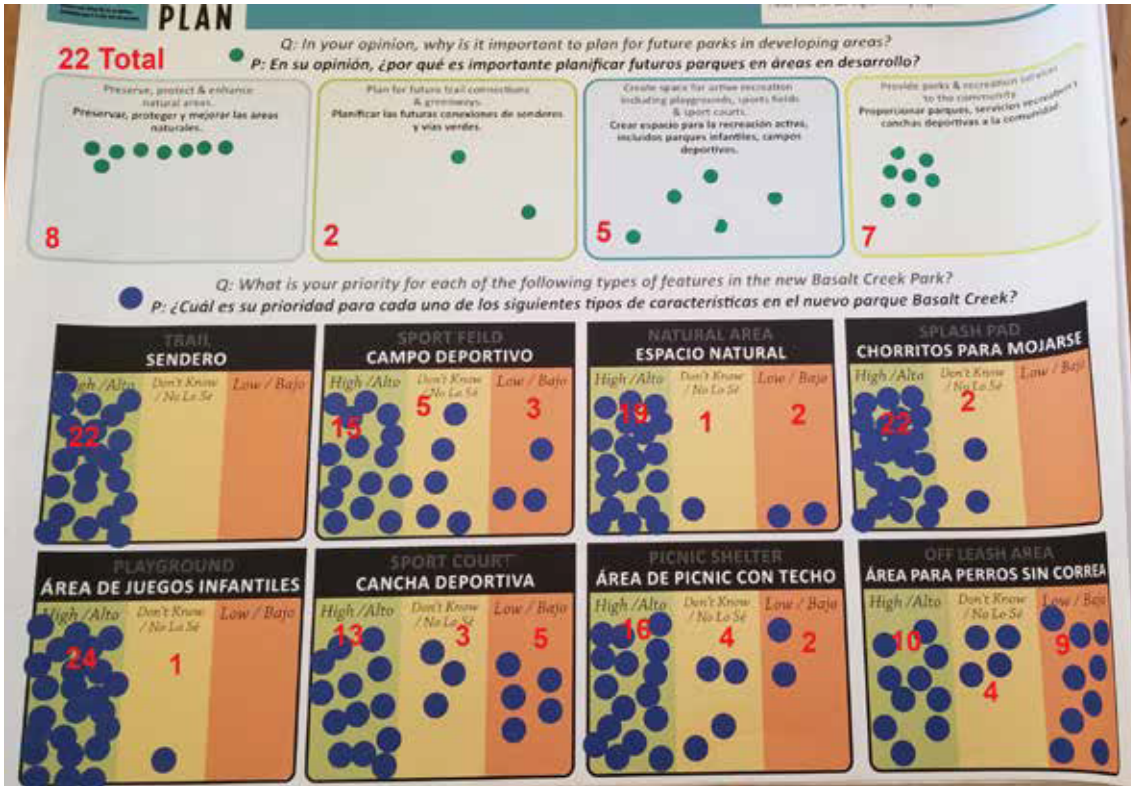 PLAN
22 Total
Q: In your opinion, why is it important to plan for future parks in developing areas?
P: En su opinión, ¿por qué es importante planificar futuros parques en áreas en desarrollo?
Preserve, protect & enhance
natural areas.
Preservar, proteger y mejorar las áreas
naturales.
8
Plan for future trail connections
& greenways.
Planificar las futuras conexiones de senderos
y vías verdes.
2
Create space for active recreation
including playgrounds, sports fields
& sport courts.
Crear espacio para la recreación activa,
incluidos parques infantiles, campos
deportivos.
5
Provide parks & recreation services
to the community.
Proporcionar parques, servicios
canchas deportivas a la comunidad.
7
Q: What is your priority for each of the following types of features in the new Basalt Creek Park?
P: ¿Cuál es su prioridad para cada uno de los siguientes tipos de características en el nuevo parque Basalt Creek?
TRAIL
SENDERO
High /Alto
Don't Know
/ No Lo Sé
Low / Bajo
22
SPORT FEILD
CAMPO DEPORTIVO
High /Alto
Don't Know
/ No Lo Sé
Low / Bajo
15
5
3
NATURAL AREA
ESPACIO NATURAL
High /Alto
Don't Know
/ No Lo Sé
Low / Bajo
19
1
2
SPLASH PAD
CHORRITOS PARA MOJARSE
High /Alto
Don't Know
/ No Lo Sé
Low / Bajo
22
2
PLAYGROUND
ÁREA DE JUEGOS INFANTILES
High /Alto
Don't Know
/ No Lo Sé
Low / Bajo
24
1
SPORT COURT
CANCHA DEPORTIVA
High /Alto
Don't Know
/ No Lo Sé
Low / Bajo
13
3
5
PICNIC SHELTER
ÁREA DE PICNIC CON TECHO
High /Alto
Don't Know
/ No Lo Sé
Low / Bajo
16
4
2
OFF LEASH AREA
ÁREA PARA PERROS SIN CORREA
High /Alto
Don't Know
/ No Lo Sé
Low / Bajo
10
4
9